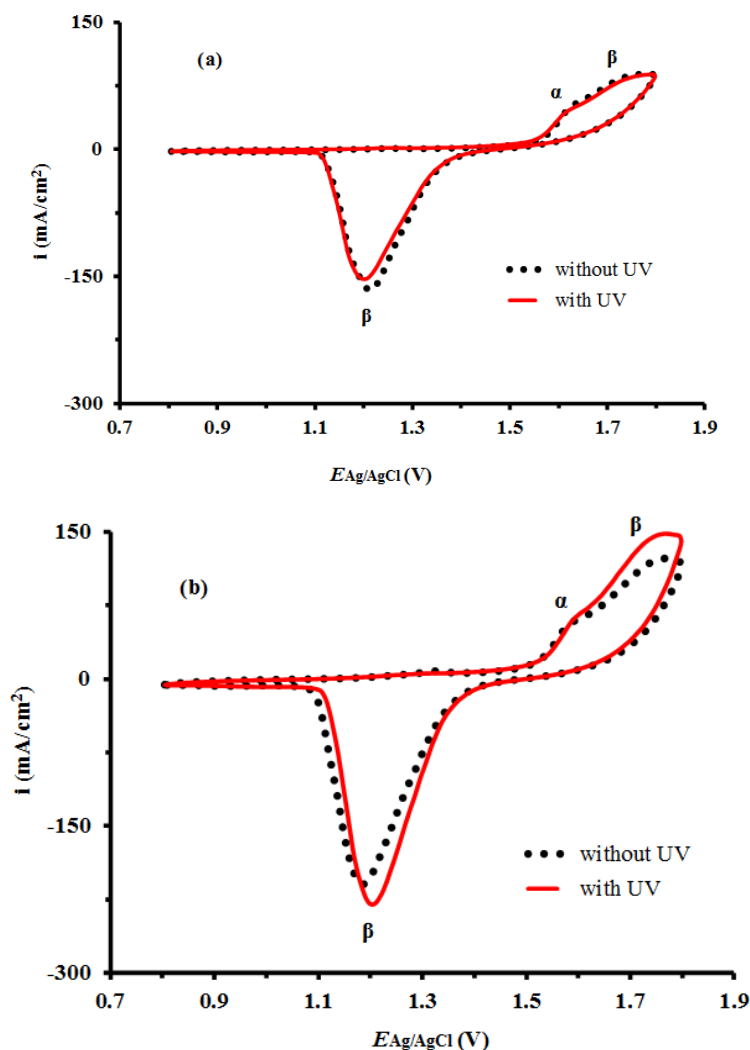 150
(a)
β
α
0
i (mA/cm²)
-150
β
without UV
with UV
-300
0.7 0.9 1.1 1.3 1.5 1.7 1.9
EAg/AgCl (V)
150
β
(b)
α
0
i (mA/cm²)
-150
without UV
with UV
β
-300
0.7 0.9 1.1 1.3 1.5 1.7 1.9
EAg/AgCl (V)